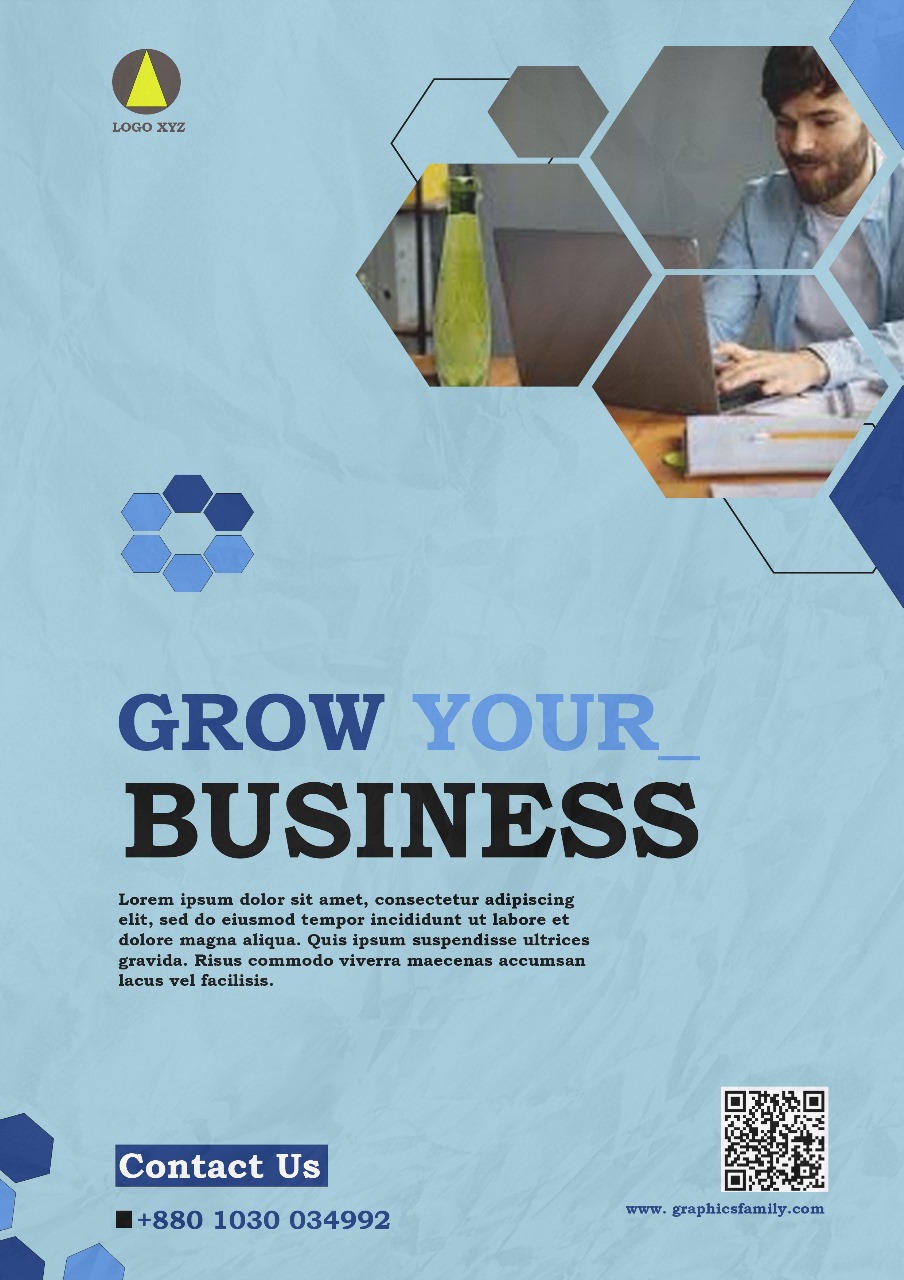 LOGO XYZ
GROW YOUR_
BUSINESS
Lorem ipsum dolor sit amet, consectetur adipiscing
elit, sed do eiusmod tempor incididunt ut labore et
dolore magna aliqua. Quis ipsum suspendisse ultrices
gravida. Risus commodo viverra maecenas accumsan
lacus vel facilisis.
Contact Us
+880 1030 034992
www. graphicsfamily.com